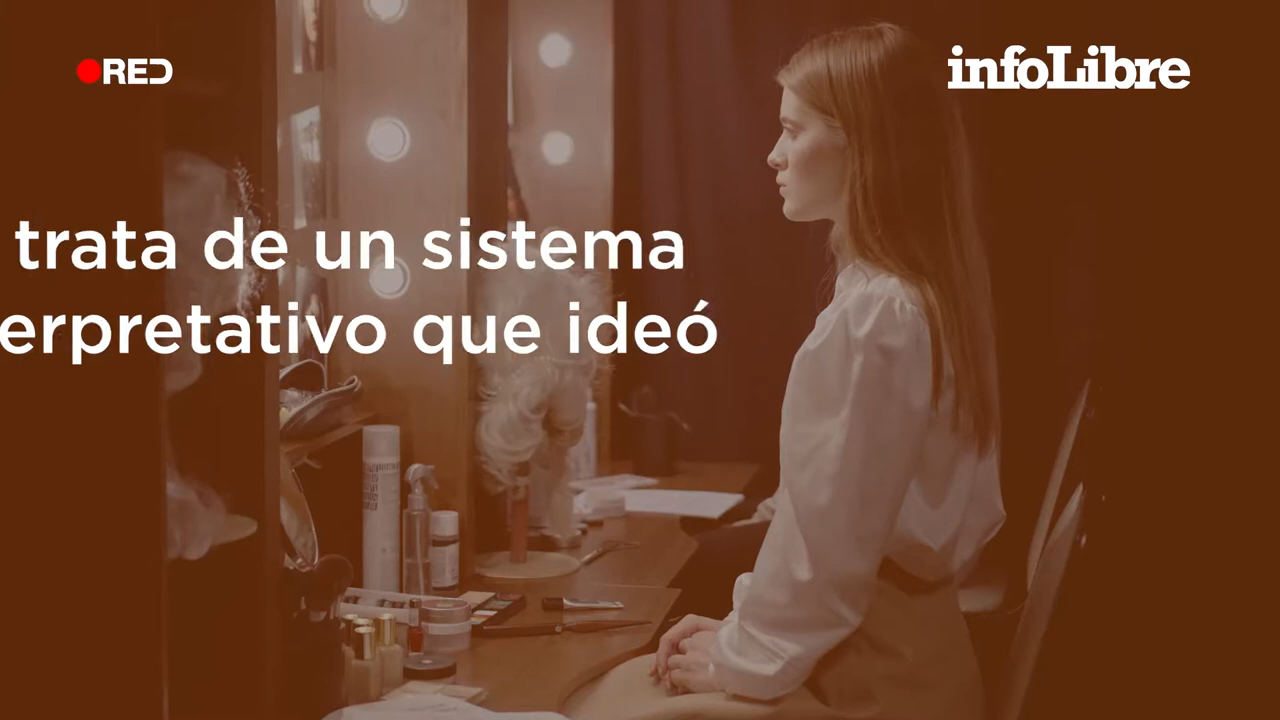 RED
infoLibre
trata de un sistema
erpretativo que ideó